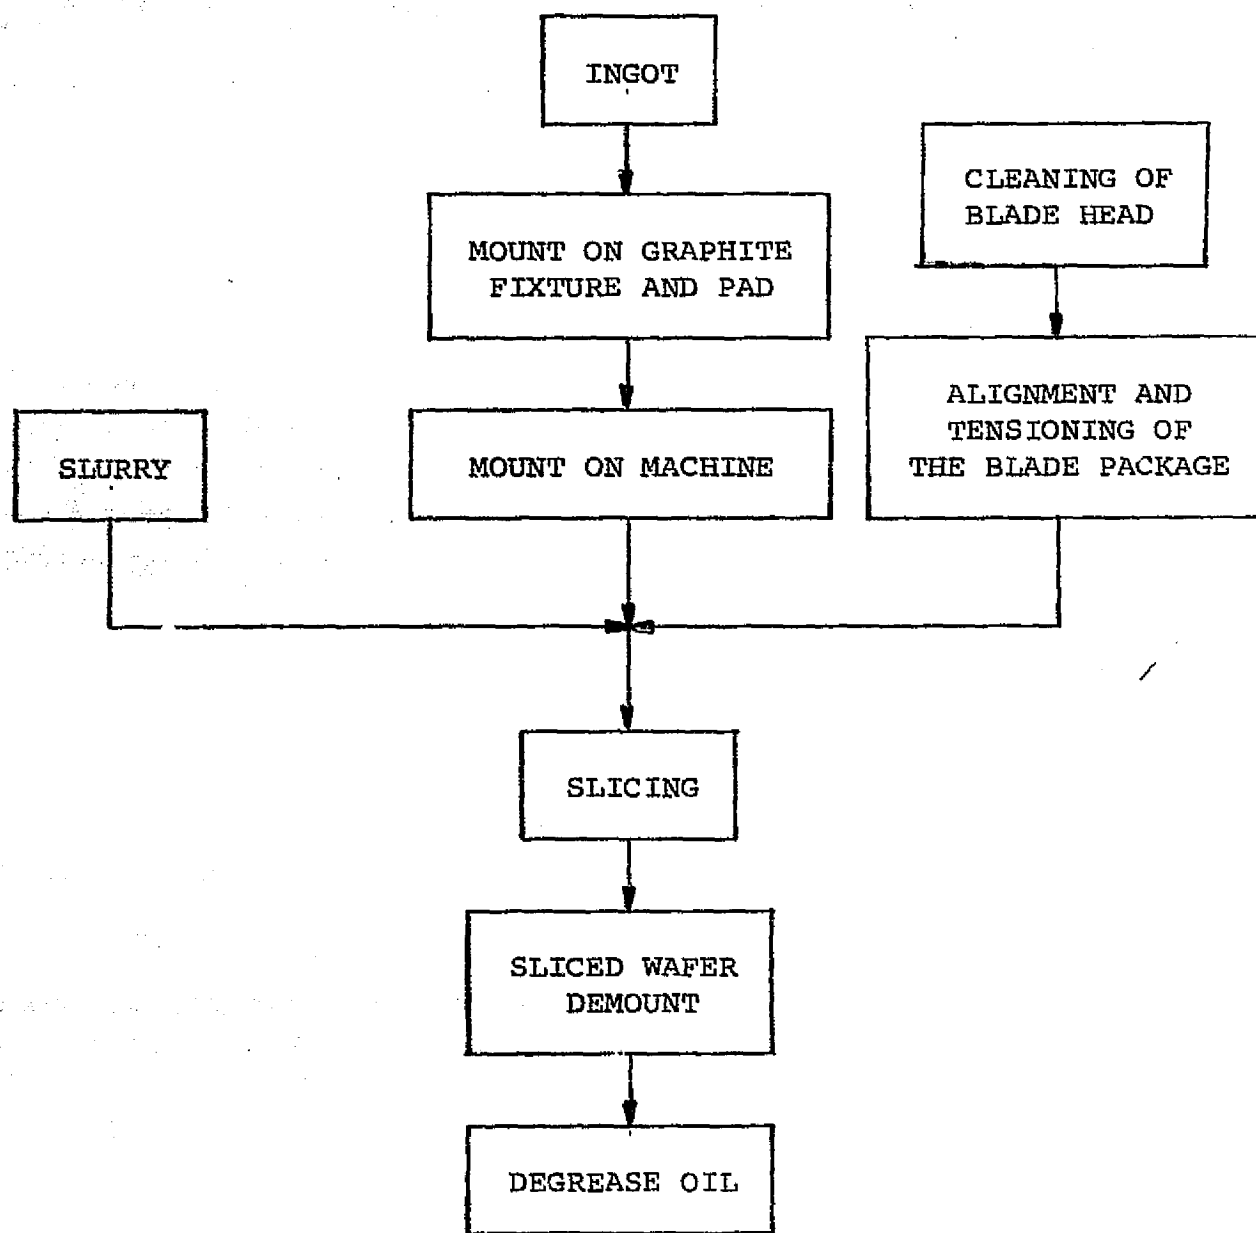 INGOT
CLEANING OF
BLADE HEAD
MOUNT ON GRAPHITE
FIXTURE AND PAD
ALIGNMENT AND
TENSIONING OF
THE BLADE PACKAGE
SLURRY
MOUNT ON MACHINE
SLICING
SLICED WAFER
DEMOUNT
DEGREASE OIL